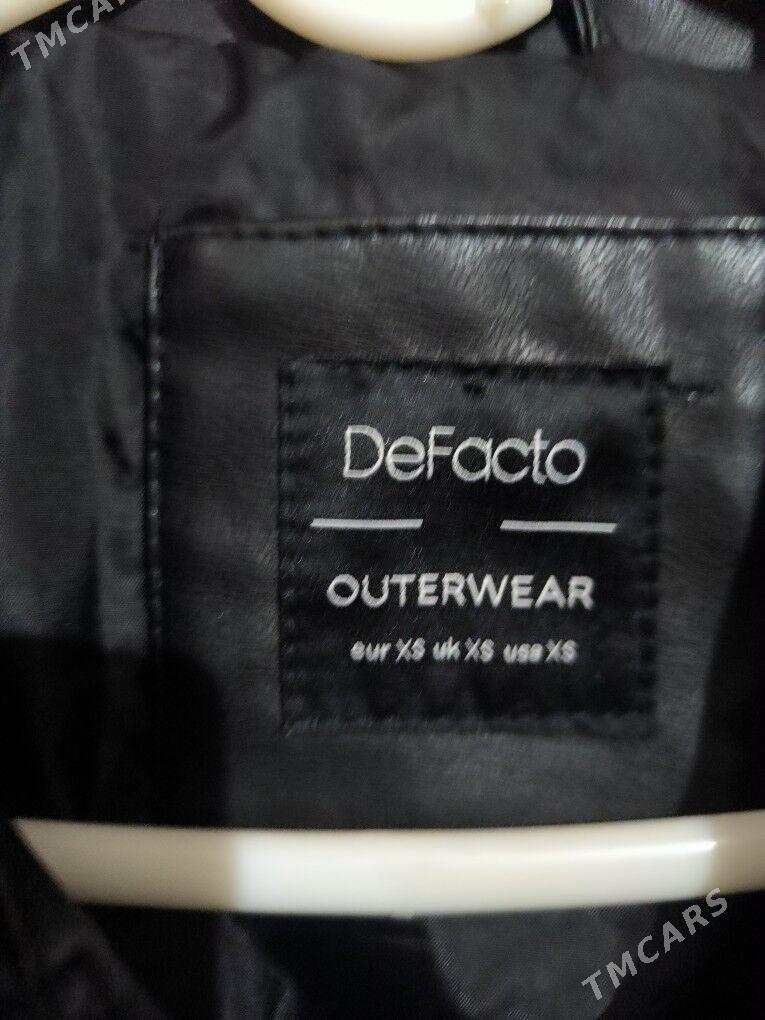 TMCARS
DeFacto
OUTERWEAR
eur XS uk XS usa XS
TMCARS